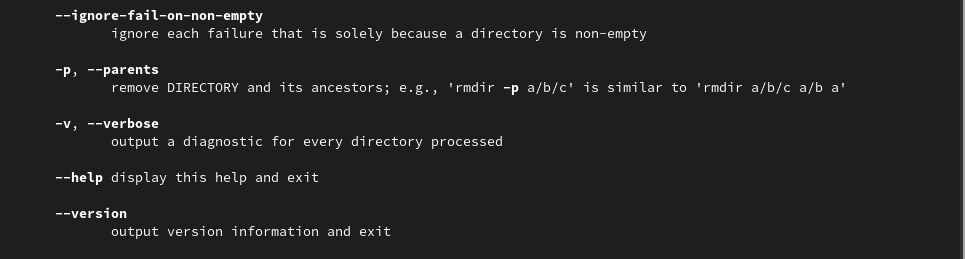 --ignore-fail-on-non-empty
ignore each failure that is solely because a directory is non-empty
-p, --parents
remove DIRECTORY and its ancestors; e.g., 'rmdir -p a/b/c' is similar to 'rmdir a/b/c a/b a'
-v, --verbose
output a diagnostic for every directory processed
--help display this help and exit
--version
output version information and exit